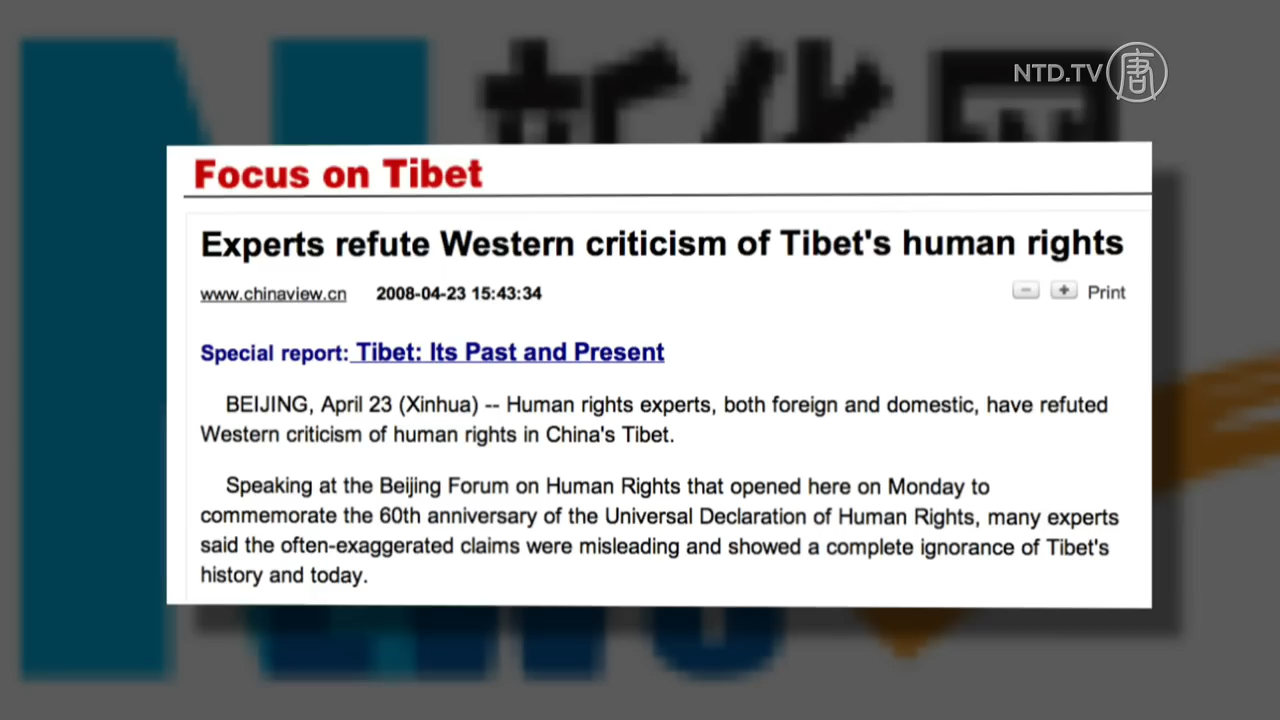 NTD.TV 唐
新华网
Focus on Tibet
Experts refute Western criticism of Tibet's human rights
www.chinaview.cn 2008-04-23 15:43:34 Print
Special report: Tibet: Its Past and Present
BEIJING, April 23 (Xinhua) -- Human rights experts, both foreign and domestic, have refuted
Western criticism of human rights in China's Tibet.
Speaking at the Beijing Forum on Human Rights that opened here on Monday to
commemorate the 60th anniversary of the Universal Declaration of Human Rights, many experts
said the often-exaggerated claims were misleading and showed a complete ignorance of Tibet's
history and today.